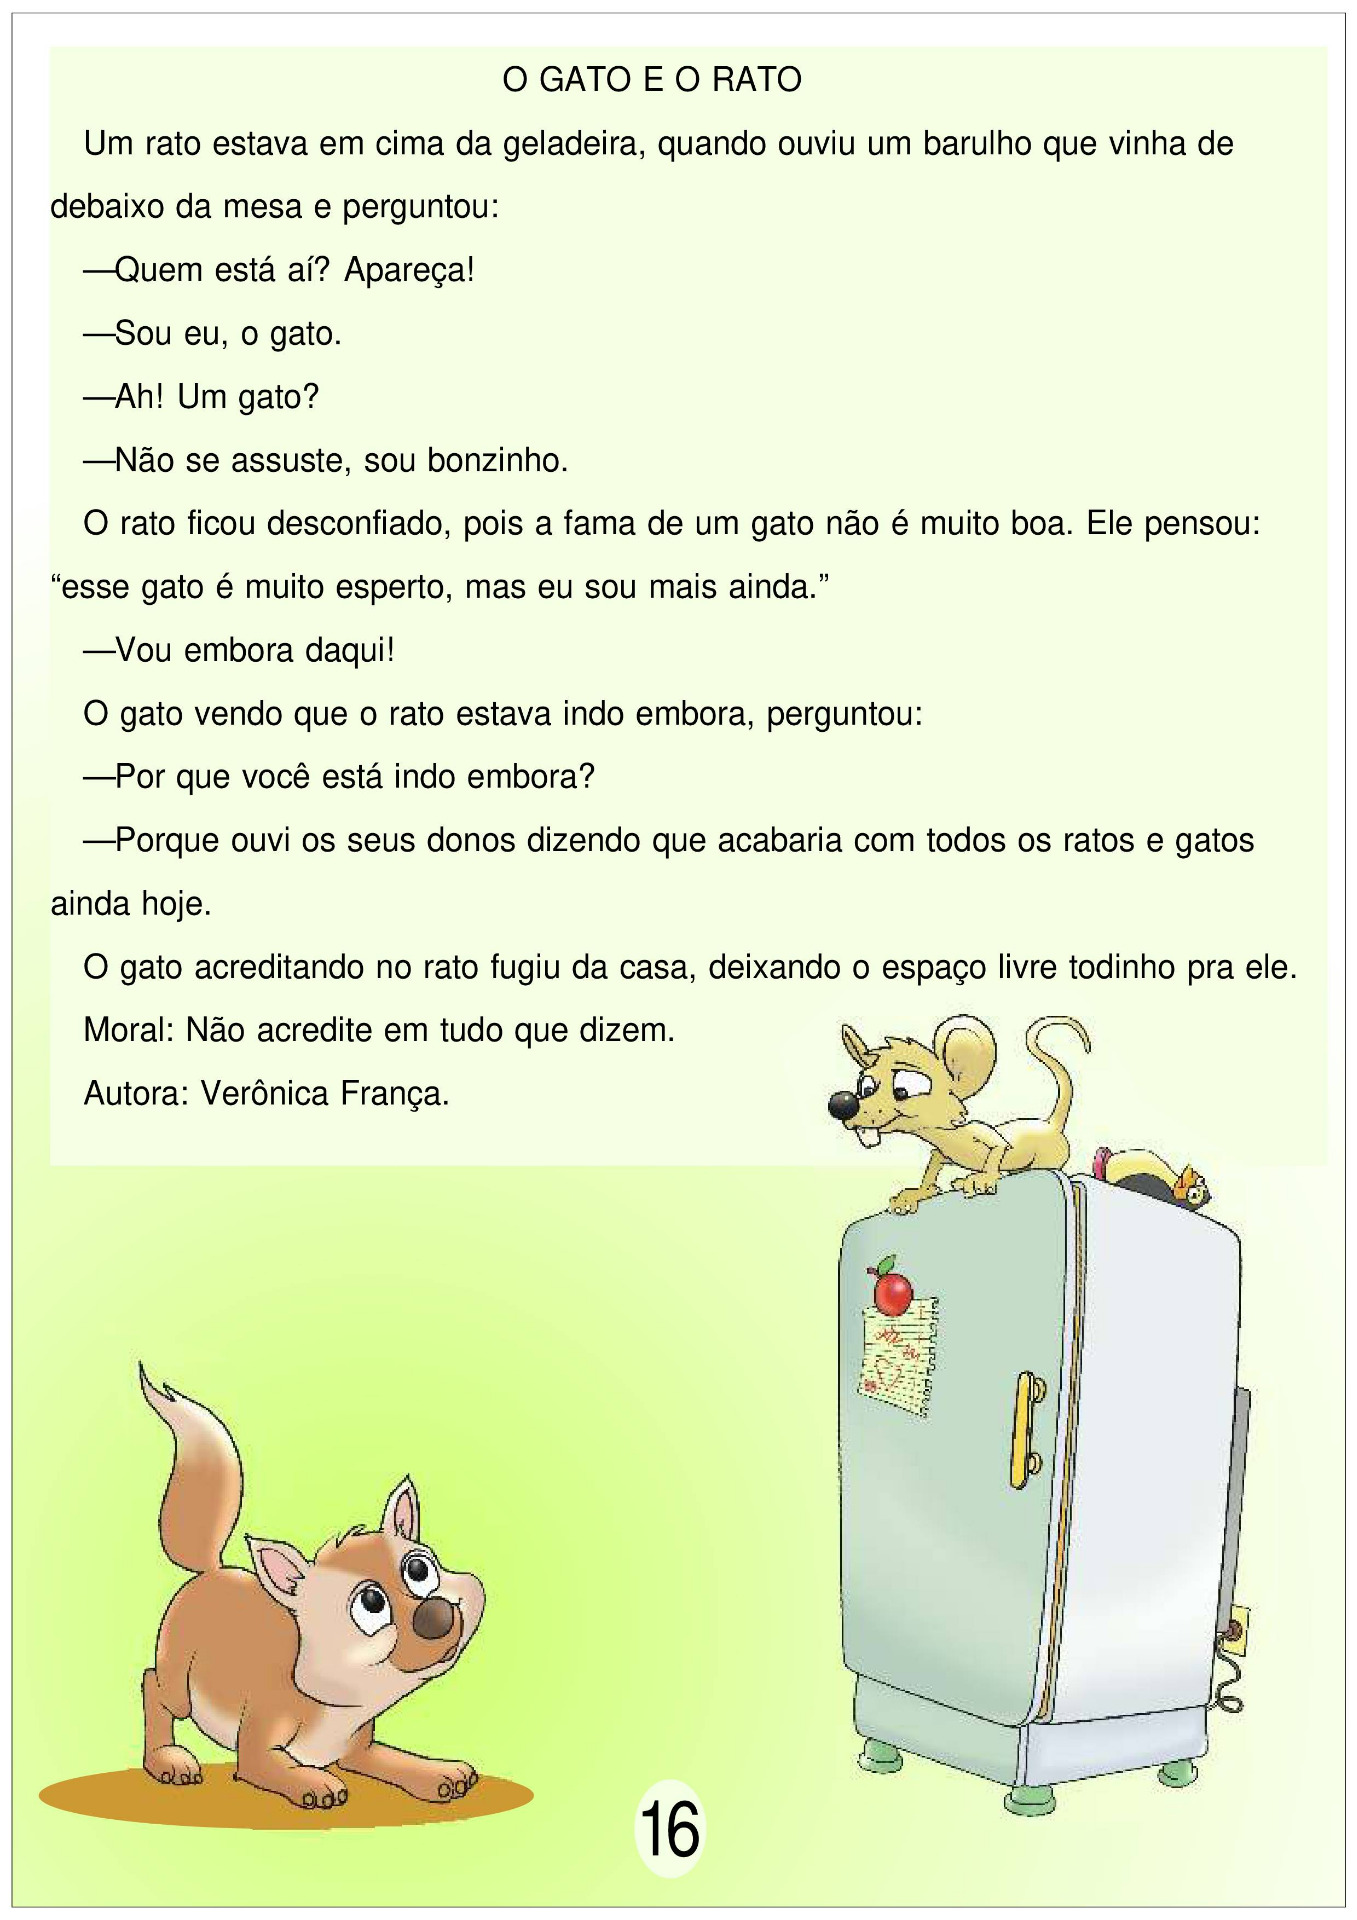 O GATO E O RATO
Um rato estava em cima da geladeira, quando ouviu um barulho que vinha de
debaixo da mesa e perguntou:
—Quem está aí? Apareça!
—Sou eu, o gato.
—Ah! Um gato?
—Não se assuste, sou bonzinho.
O rato ficou desconfiado, pois a fama de um gato não é muito boa. Ele pensou:
“esse gato é muito esperto, mas eu sou mais ainda.”
—Vou embora daqui!
O gato vendo que o rato estava indo embora, perguntou:
—Por que você está indo embora?
—Porque ouvi os seus donos dizendo que acabaria com todos os ratos e gatos
ainda hoje.
O gato acreditando no rato fugiu da casa, deixando o espaço livre todinho pra ele.
Moral: Não acredite em tudo que dizem.
Autora: Verônica França.
16